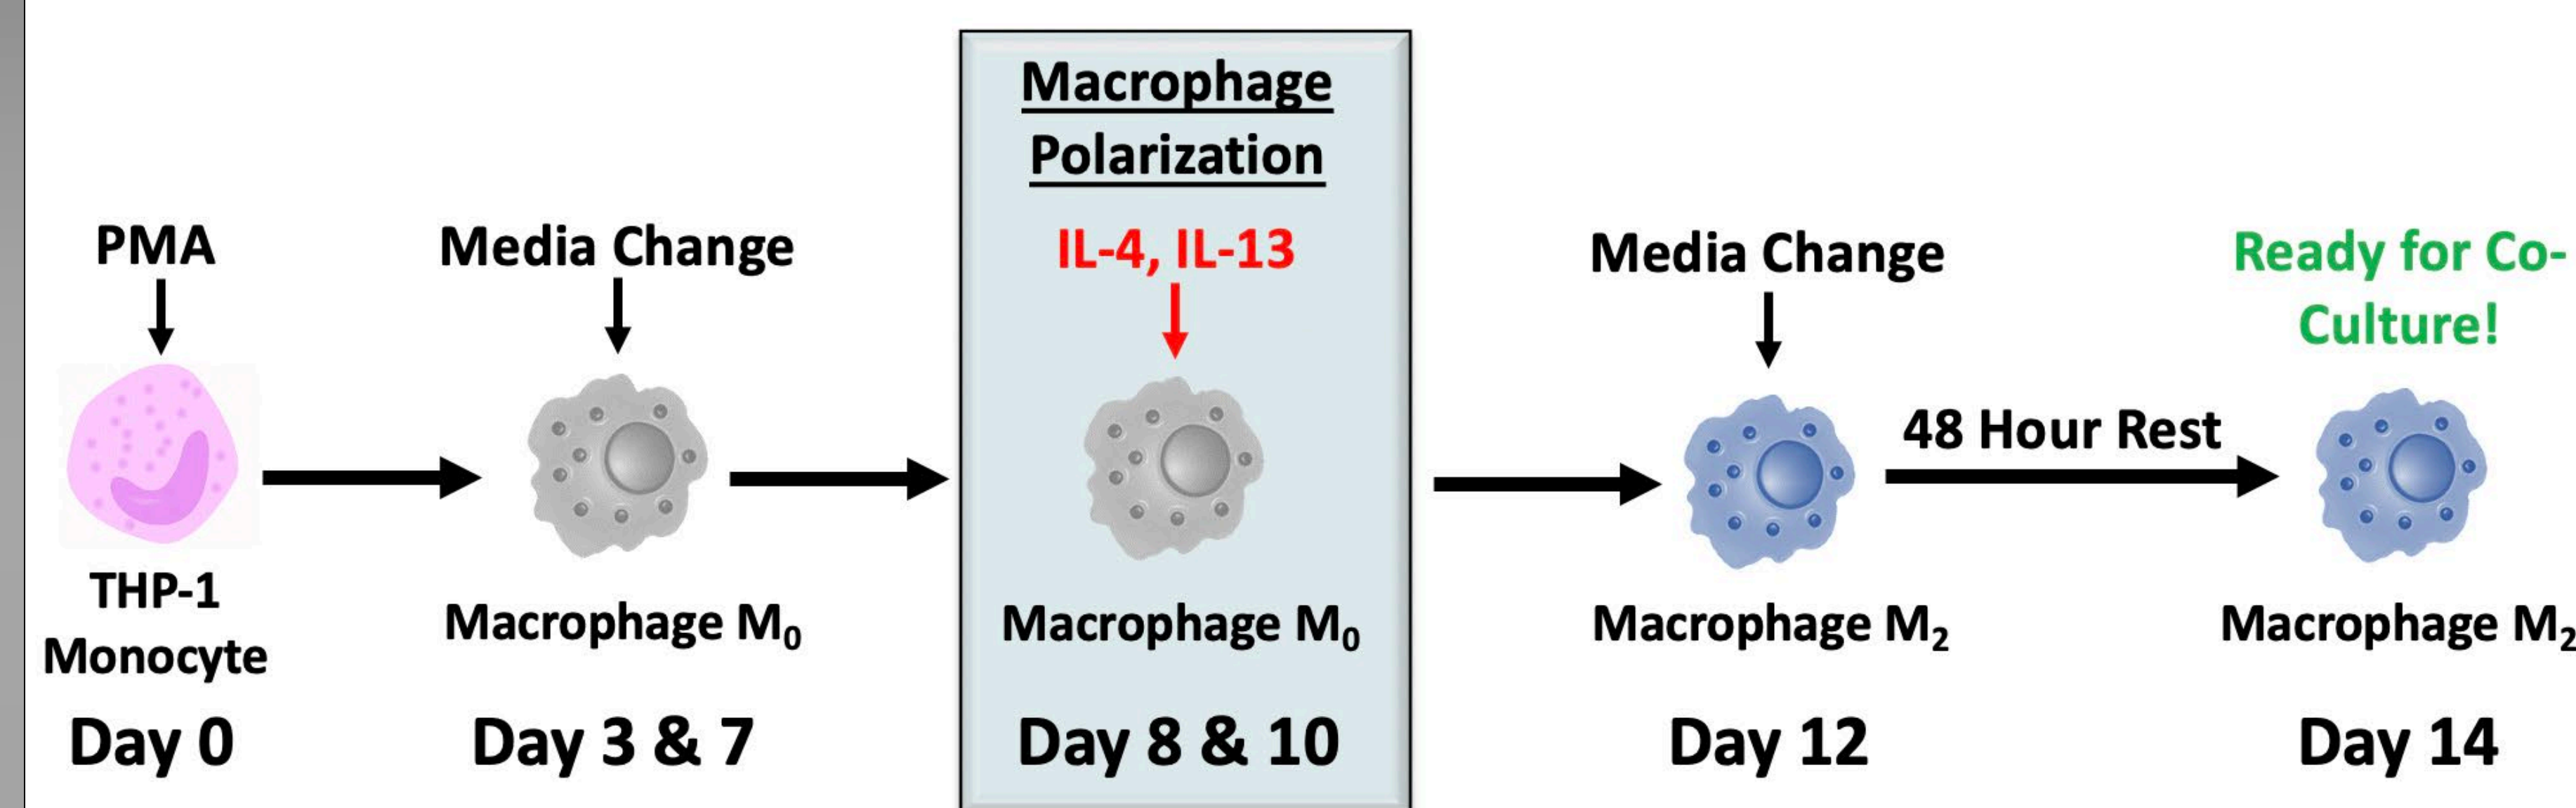 PMA
THP-1
Monocyte
Day 0
Media Change
Macrophage M₀
Day 3 & 7
Macrophage
Polarization
IL-4, IL-13
Macrophage M₀
Day 8 & 10
Media Change
Macrophage M₂
Day 12
48 Hour Rest
Ready for Co-
Culture!
Macrophage M₂
Day 14